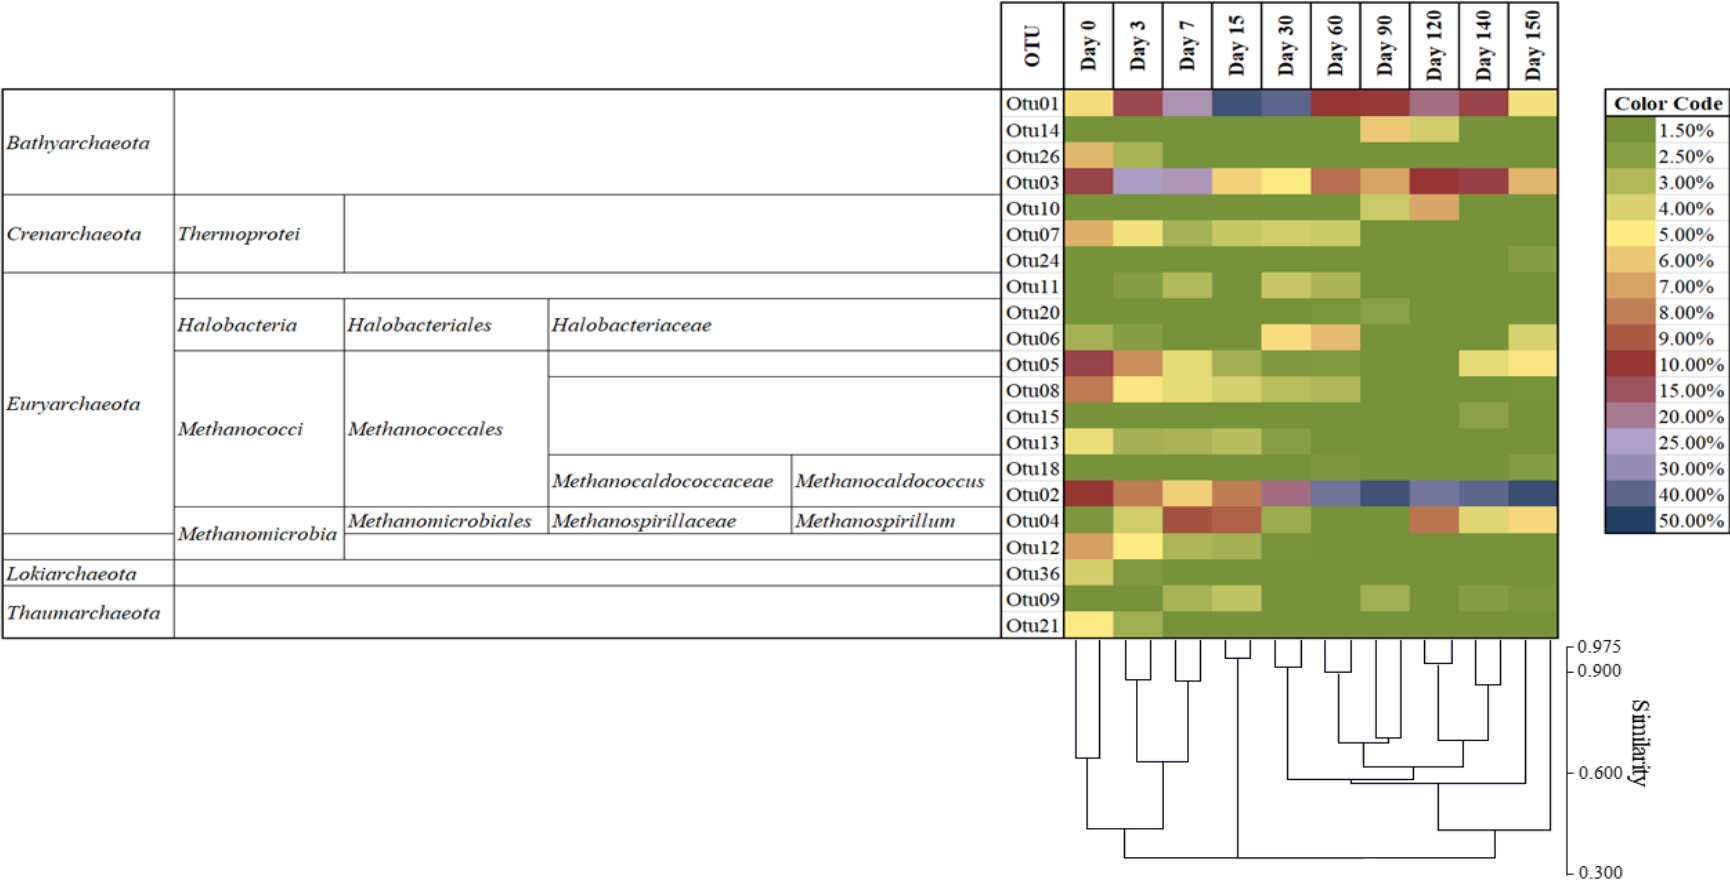 OTU Day 0 Day 3 Day 7 Day 15 Day 30 Day 60 Day 90 Day 120 Day 140 Day 150
Bathyarchaeota
Crenarchaeota
Thermoprotei
Euryarchaeota
Halobacteria Halobacteriales Halobacteriaceae
Methanococci Methanococcales
Methanocaldococcaceae Methanocaldococcus
Methanomicrobia
Methanomicrobiales Methanospirillaceae Methanospirillum
Lokiarchaeota
Thaumarchaeota
Otu01
Otu14
Otu26
Otu03
Otu10
Otu07
Otu24
Otu11
Otu20
Otu06
Otu05
Otu08
Otu15
Otu13
Otu18
Otu02
Otu04
Otu12
Otu36
Otu09
Otu21
Color Code
1.50%
2.50%
3.00%
4.00%
5.00%
6.00%
7.00%
8.00%
9.00%
10.00%
15.00%
20.00%
25.00%
30.00%
40.00%
50.00%
0.975
0.900
0.600
0.300
Similarity